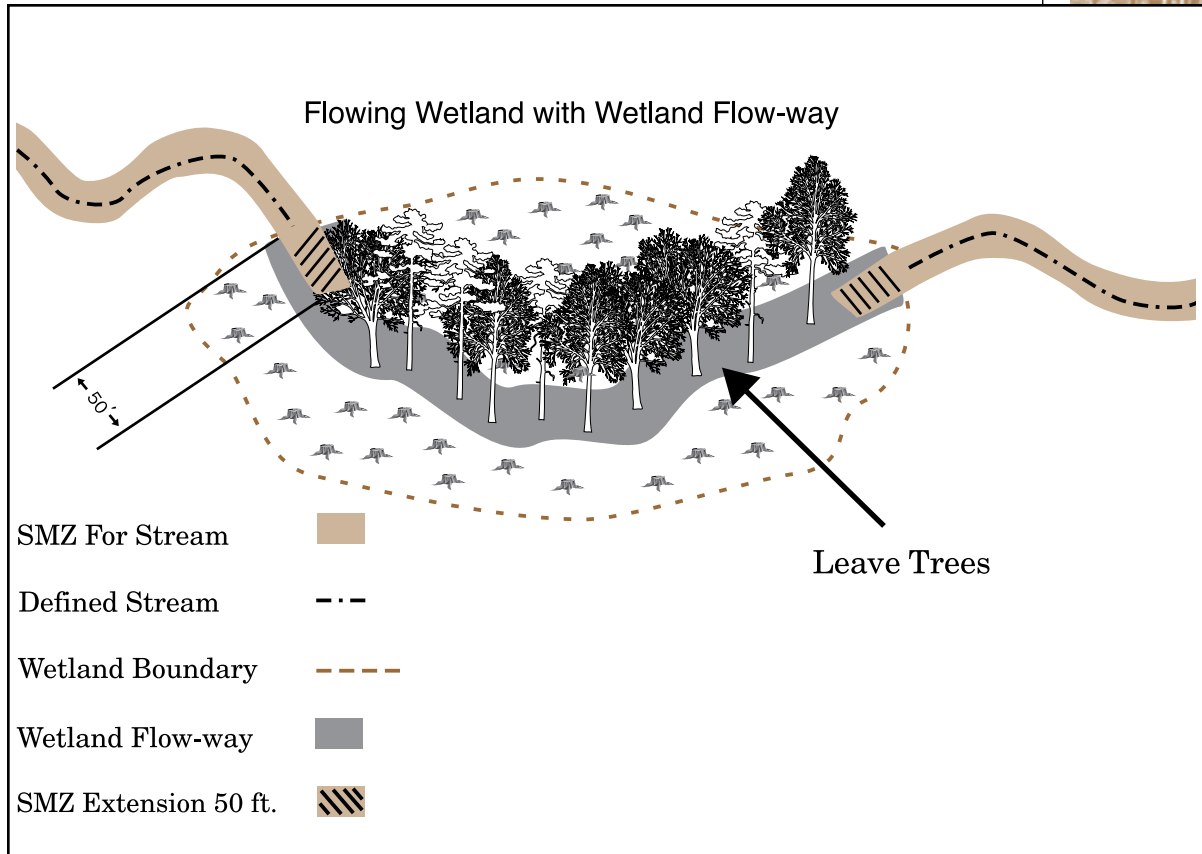 Flowing Wetland with Wetland Flow-way
50´
Leave Trees
SMZ For Stream
Defined Stream
Wetland Boundary
Wetland Flow-way
SMZ Extension 50 ft.